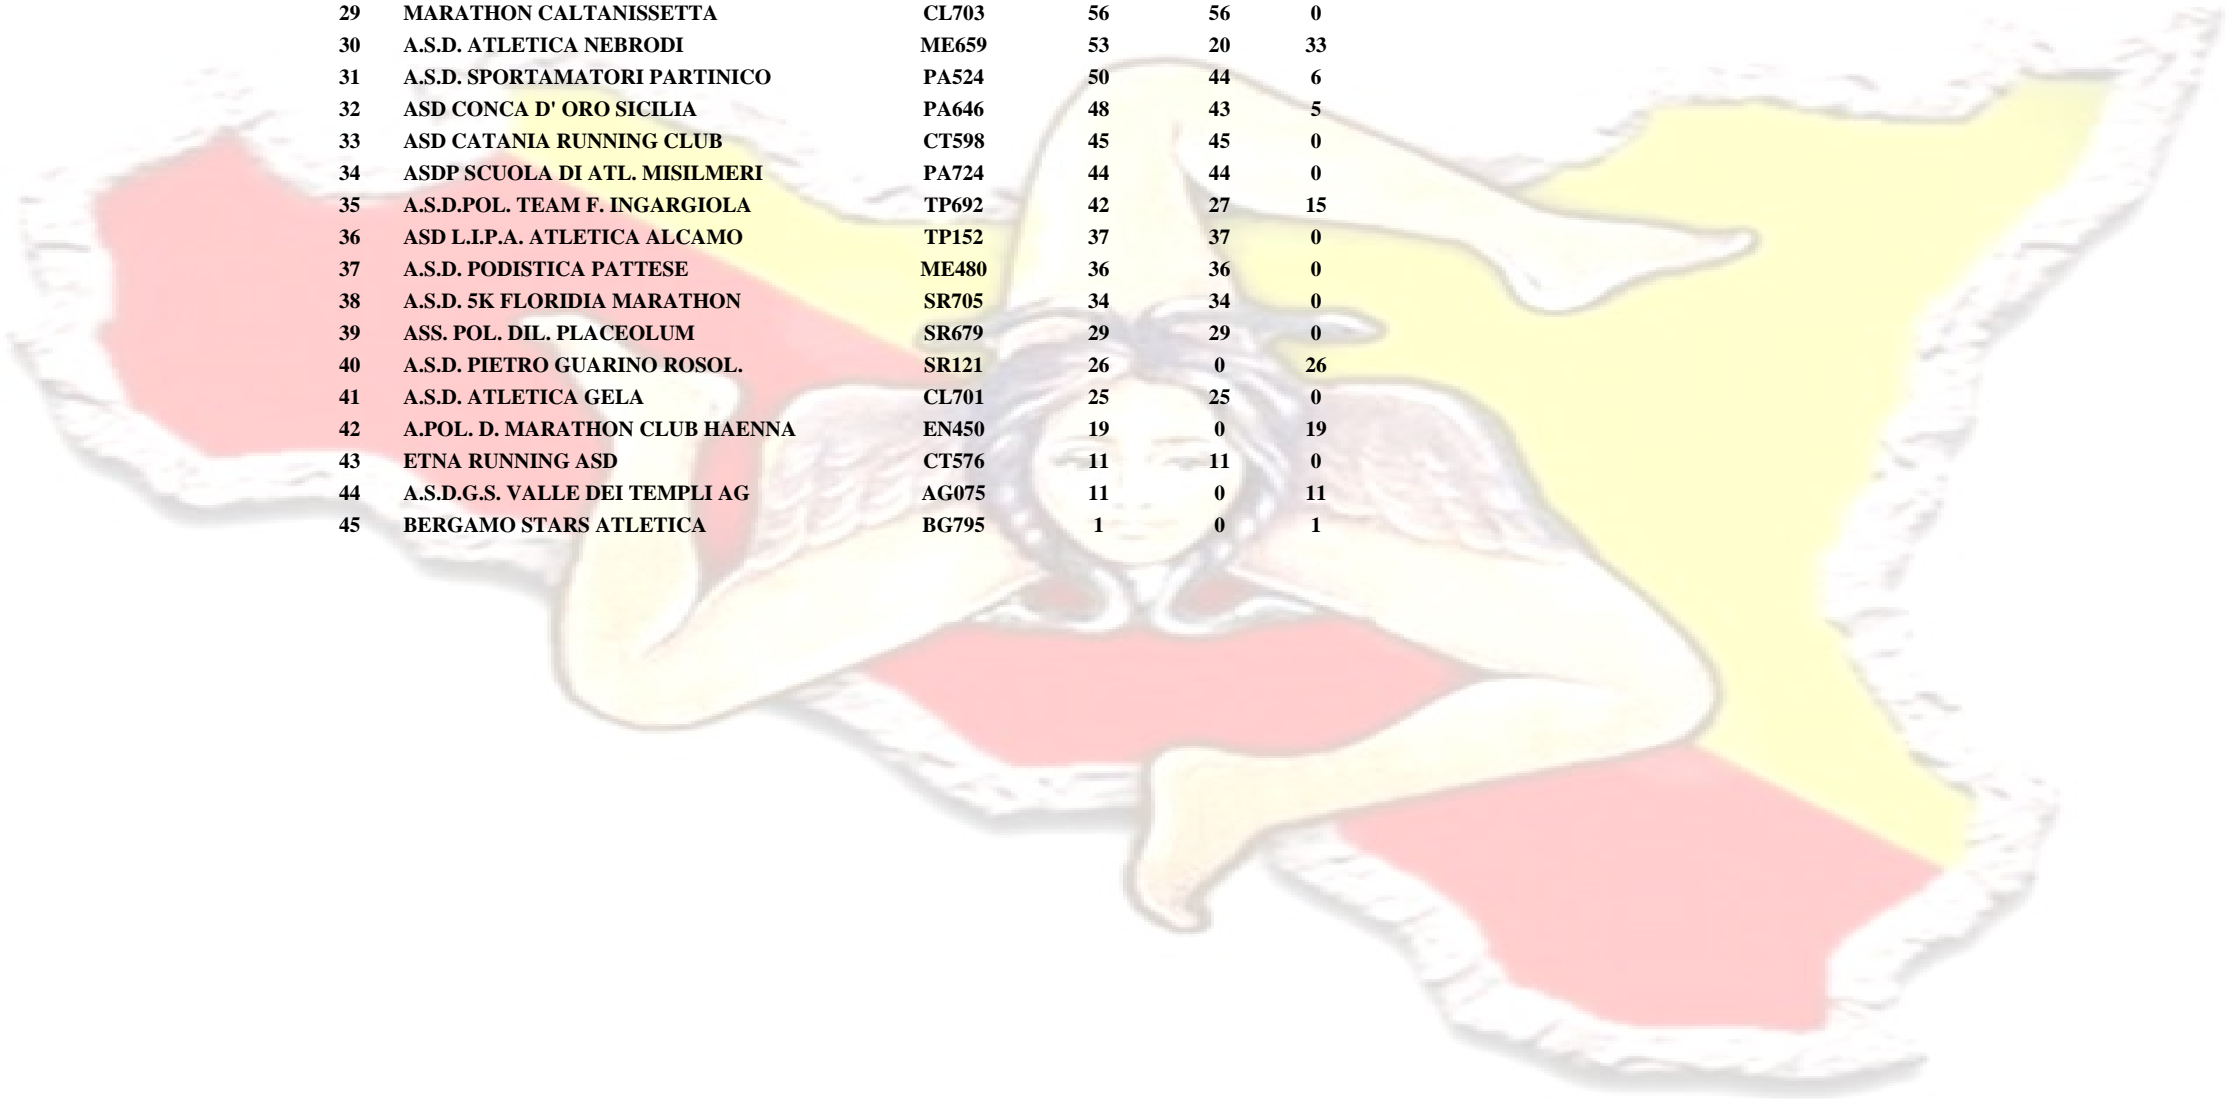 29 MARATHON CALTANISSETTA CL703 56 56 0
30 A.S.D. ATLETICA NEBRODI ME659 53 20 33
31 A.S.D. SPORTAMATORI PARTINICO PA524 50 44 6
32 ASD CONCA D' ORO SICILIA PA646 48 43 5
33 ASD CATANIA RUNNING CLUB CT598 45 45 0
34 ASDP SCUOLA DI ATL. MISILMERI PA724 44 44 0
35 A.S.D.POL. TEAM F. INGARGIOLA TP692 42 27 15
36 ASD L.I.P.A. ATLETICA ALCAMO TP152 37 37 0
37 A.S.D. PODISTICA PATTESE ME480 36 36 0
38 A.S.D. 5K FLORIDIA MARATHON SR705 34 34 0
39 ASS. POL. DIL. PLACEOLUM SR679 29 29 0
40 A.S.D. PIETRO GUARINO ROSOL. SR121 26 0 26
41 A.S.D. ATLETICA GELA CL701 25 25 0
42 A.POL. D. MARATHON CLUB HAENNA EN450 19 0 19
43 ETNA RUNNING ASD CT576 11 11 0
44 A.S.D.G.S. VALLE DEI TEMPLI AG AG075 11 0 11
45 BERGAMO STARS ATLETICA BG795 1 0 1